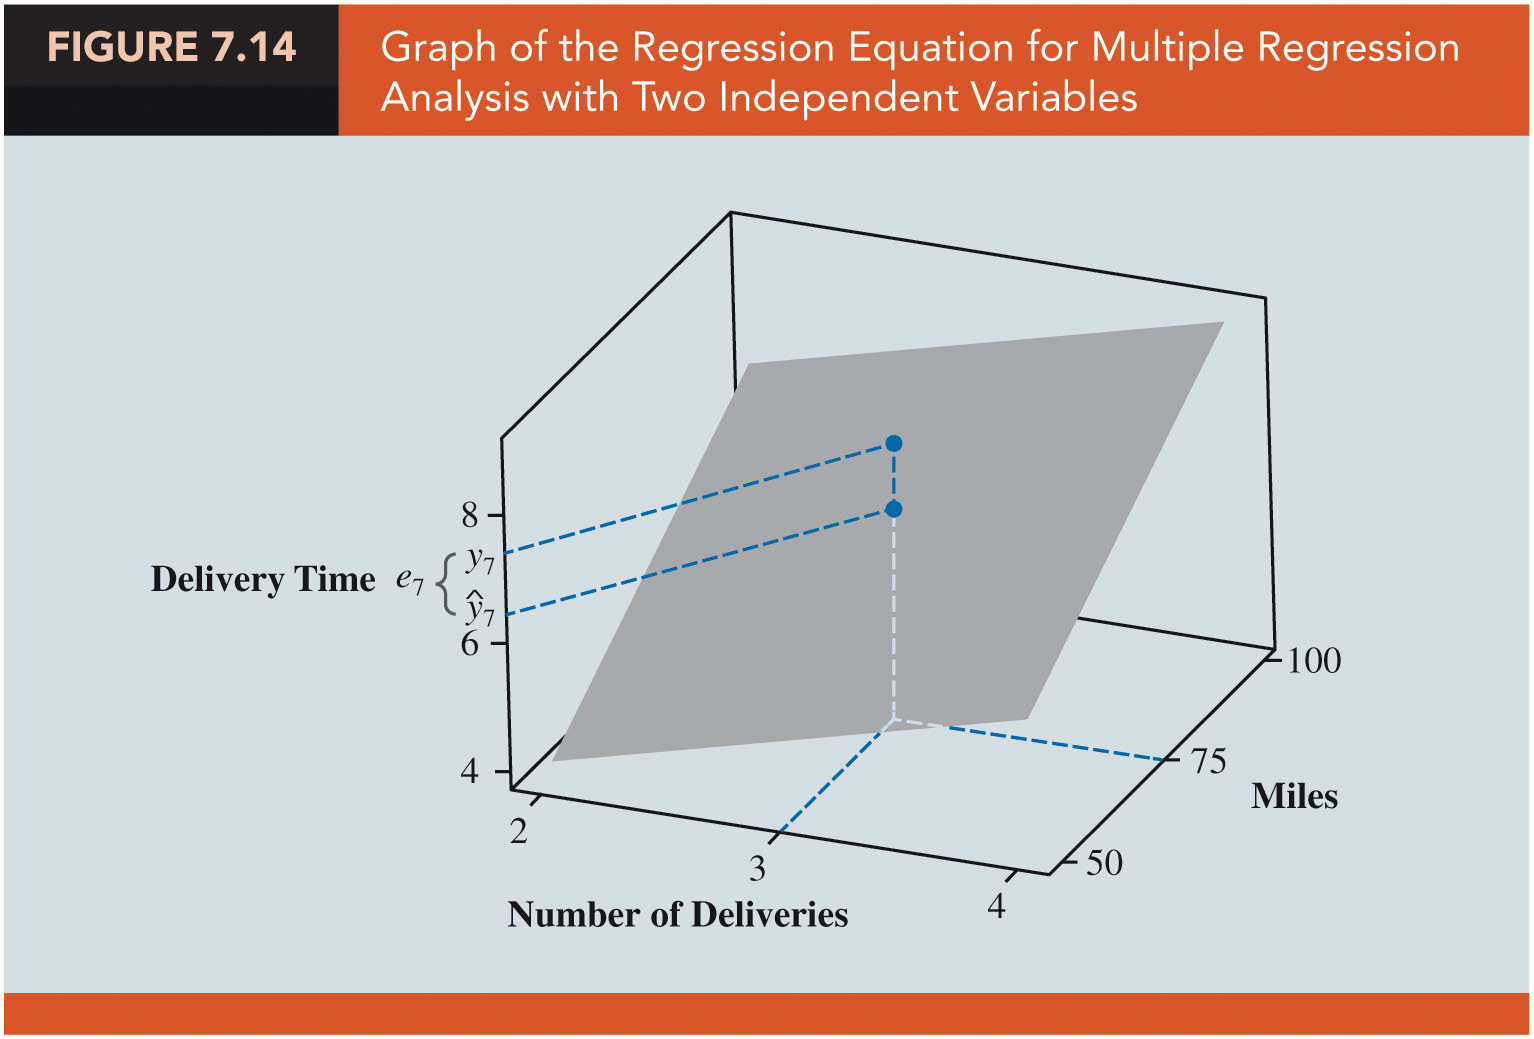 FIGURE 7.14
Graph of the Regression Equation for Multiple Regression
Analysis with Two Independent Variables
8
Delivery Time
e₇ {
y₇
ŷ₇
6
4
2
3
4
Number of Deliveries
100
75
50
Miles